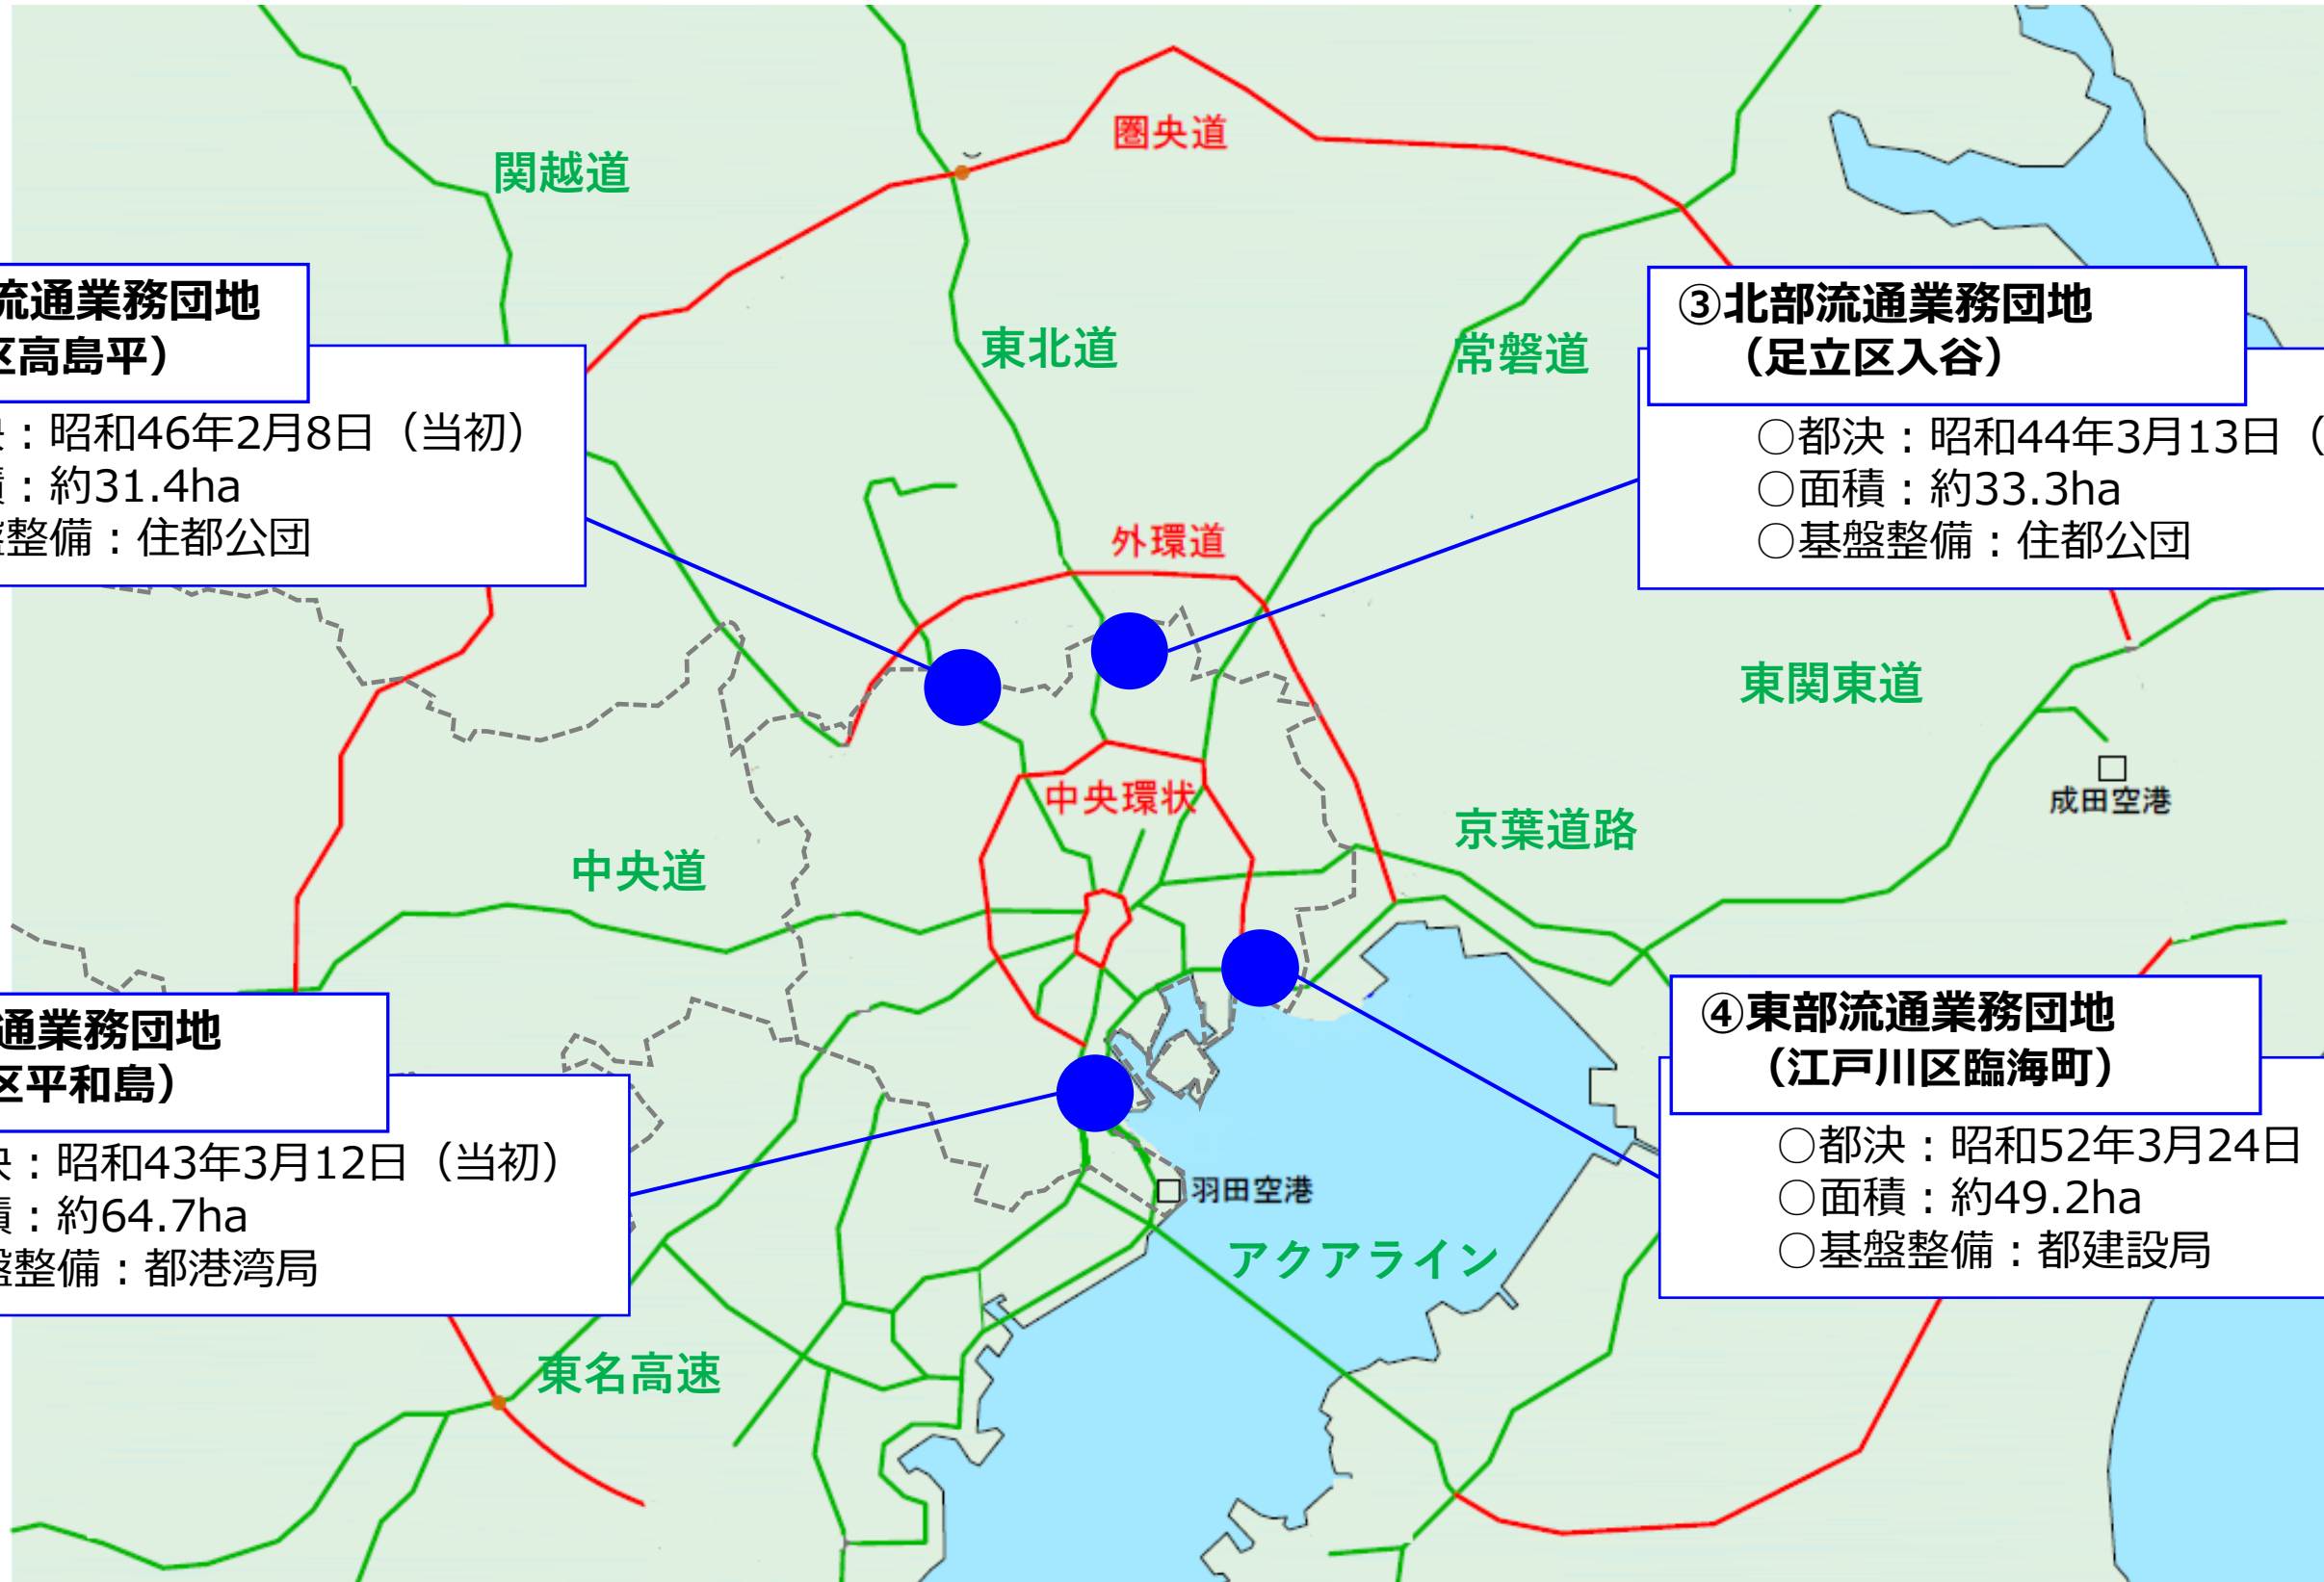 圏央道
関越道
流通業務団地
区高島平）
：昭和46年2月8日（当初）
：約31.4ha
整備：住都公団
東北道
常磐道
③北部流通業務団地
（足立区入谷）
○都決：昭和44年3月13日（
○面積：約33.3ha
○基盤整備：住都公団
外環道
東関東道
成田空港
中央環状
京葉道路
中央道
通業務団地
区平和島）
：昭和43年3月12日（当初）
：約64.7ha
整備：都港湾局
④東部流通業務団地
（江戸川区臨海町）
○都決：昭和52年3月24日
○面積：約49.2ha
○基盤整備：都建設局
羽田空港
アクアライン
東名高速